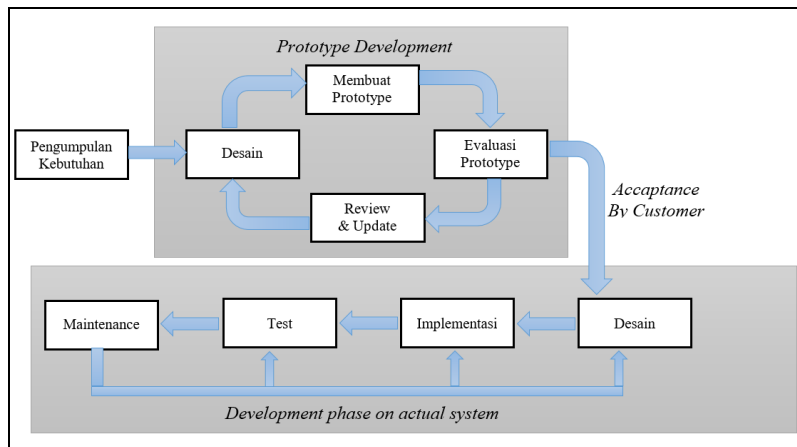 Prototype Development
Membuat
Prototype
Pengumpulan
Kebutuhan
Desain
Evaluasi
Prototype
Review
& Update
Accaptance
By Customer
Maintenance
Test
Implementasi
Desain
Development phase on actual system